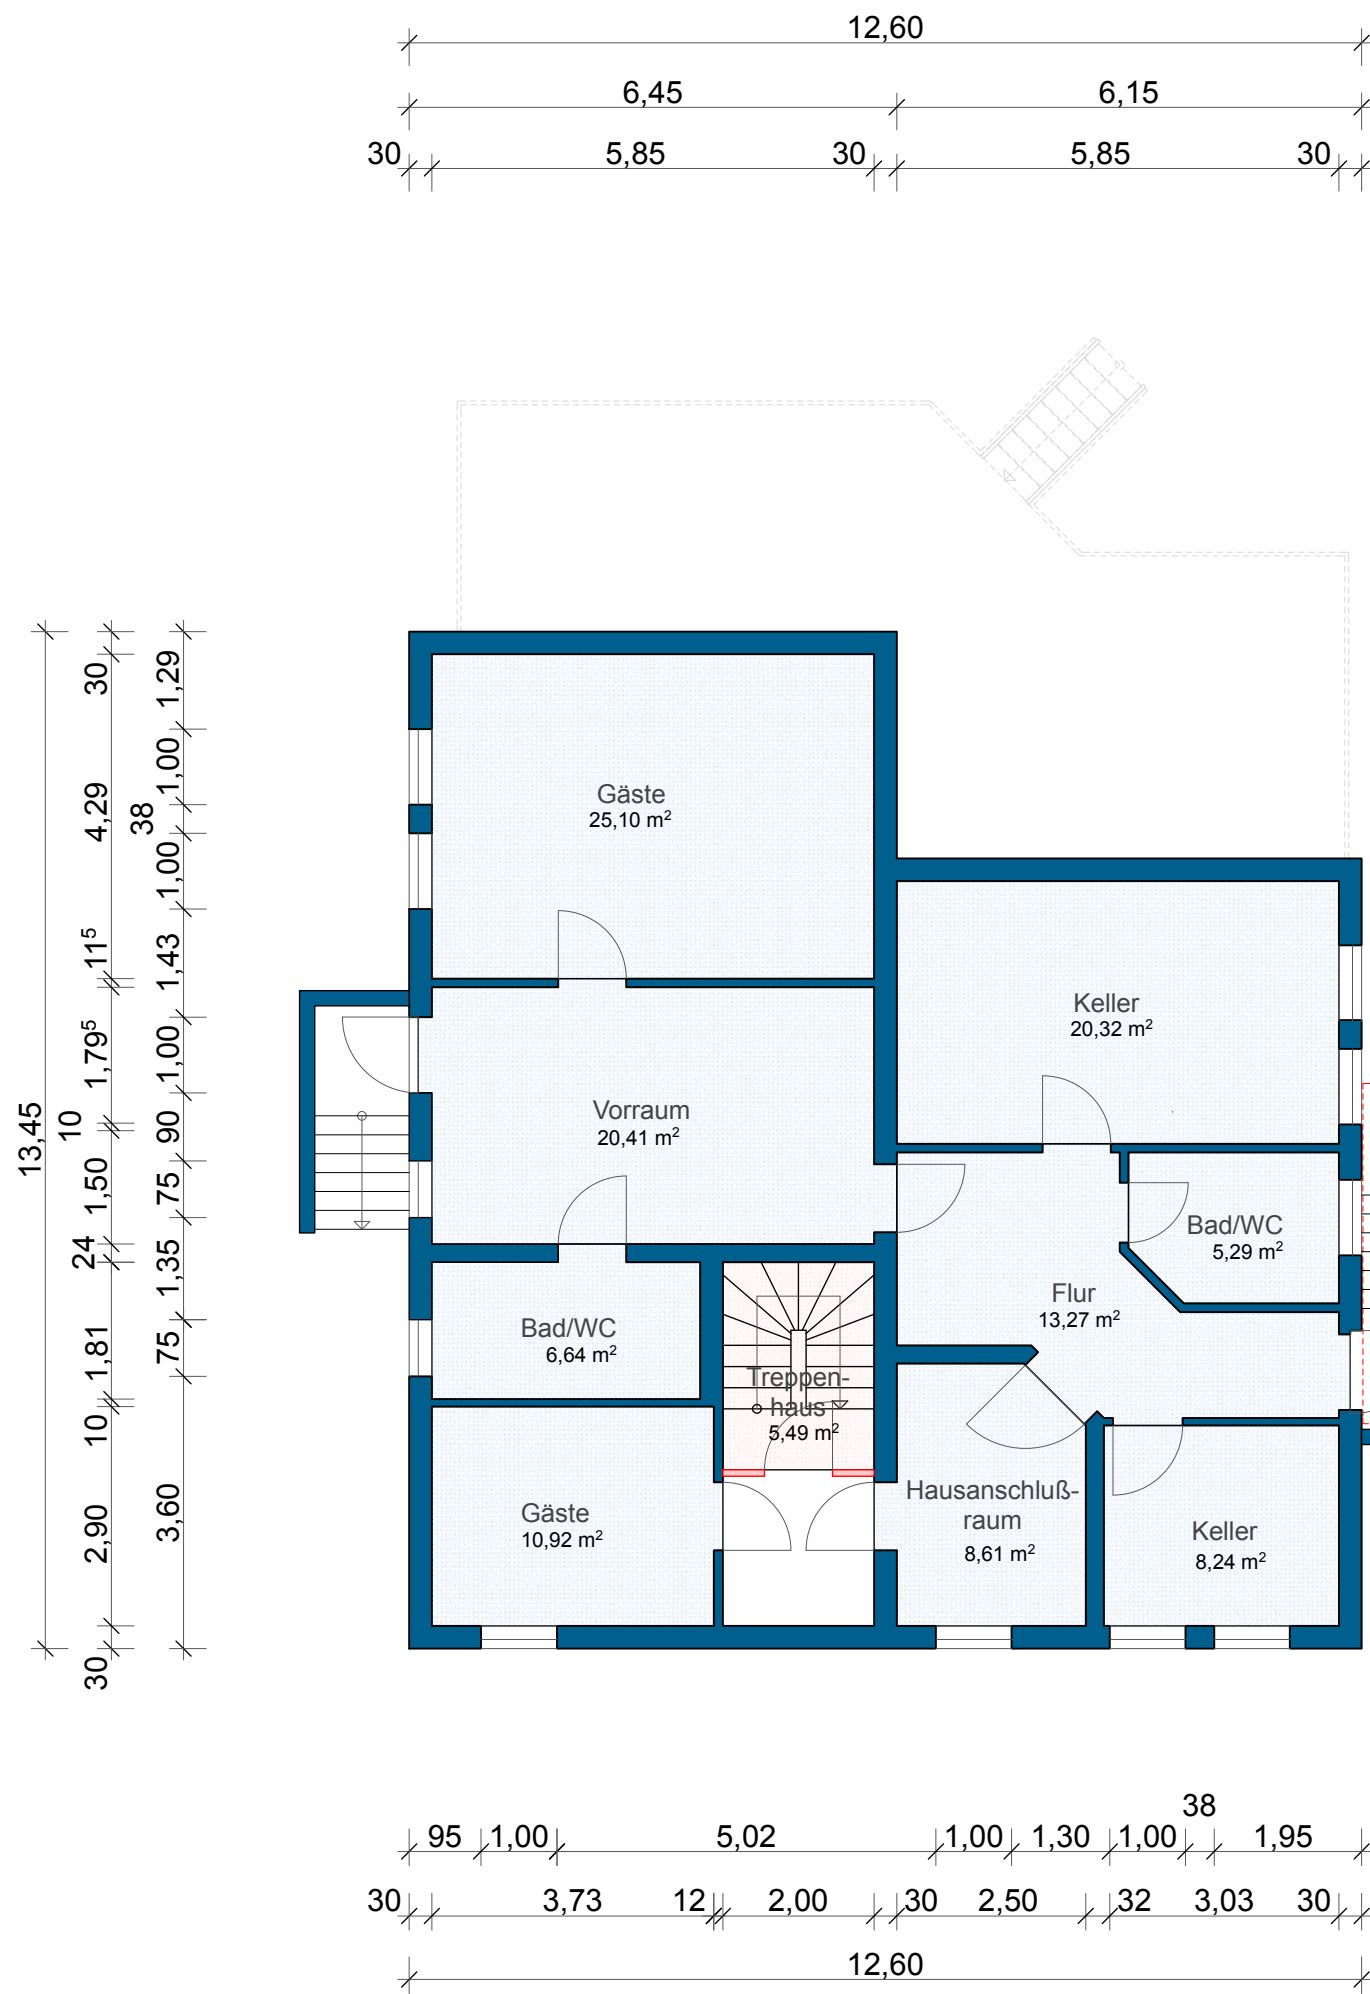 12,60
6,45 6,15
30 5,85 30 5,85 30
13,45
30 4,29 11⁵ 1,79⁵ 10 1,50 24 1,81 10 2,90 30
1,29 1,00 38 1,00 1,43 1,00 90 75 1,35 75 3,60
Gäste
25,10 m²
Keller
20,32 m²
Vorraum
20,41 m²
Bad/WC
5,29 m²
Flur
13,27 m²
Bad/WC
6,64 m²
Treppen-
haus
5,49 m²
Gäste
10,92 m²
Hausanschluß-
raum
8,61 m²
Keller
8,24 m²
95 1,00 5,02 1,00 1,30 1,00 38 1,95
30 3,73 12 2,00 30 2,50 32 3,03 30
12,60